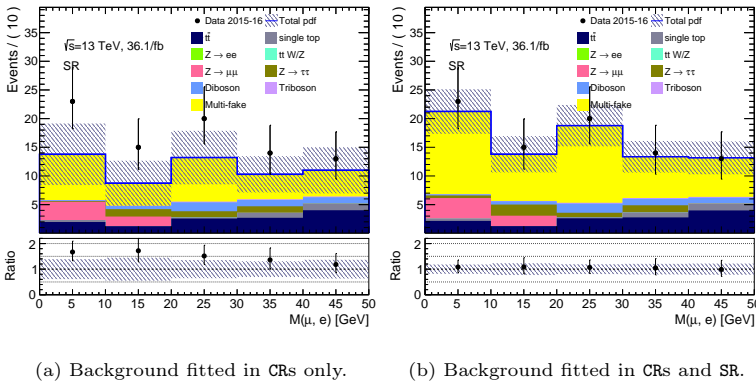 Events / ( 10 )
35
30
25
20
15
10
5
0
√s=13 TeV, 36.1/fb
SR
Data 2015-16
Total pdf
tt̄
single top
Z → ee
tt W/Z
Z → μμ
Z → ττ
Diboson
Triboson
Multi-fake
Ratio
2
1
0
0 5 10 15 20 25 30 35 40 45 50
M(μ, e) [GeV]
Events / ( 10 )
35
30
25
20
15
10
5
0
√s=13 TeV, 36.1/fb
SR
Data 2015-16
Total pdf
tt̄
single top
Z → ee
tt W/Z
Z → μμ
Z → ττ
Diboson
Triboson
Multi-fake
Ratio
2
1
0
0 5 10 15 20 25 30 35 40 45 50
M(μ, e) [GeV]
(a) Background fitted in CRs only.
(b) Background fitted in CRs and SR.